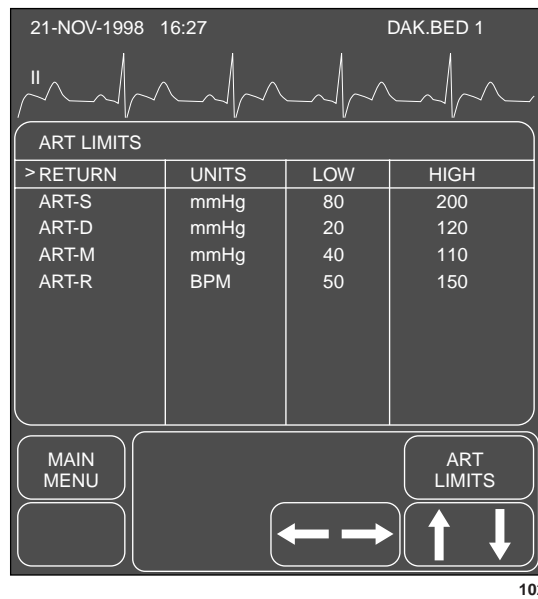 21-NOV-1998 16:27 DAK.BED 1
II
ART LIMITS
>RETURN UNITS LOW HIGH
ART-S mmHg 80 200
ART-D mmHg 20 120
ART-M mmHg 40 110
ART-R BPM 50 150
MAIN MENU
ART LIMITS